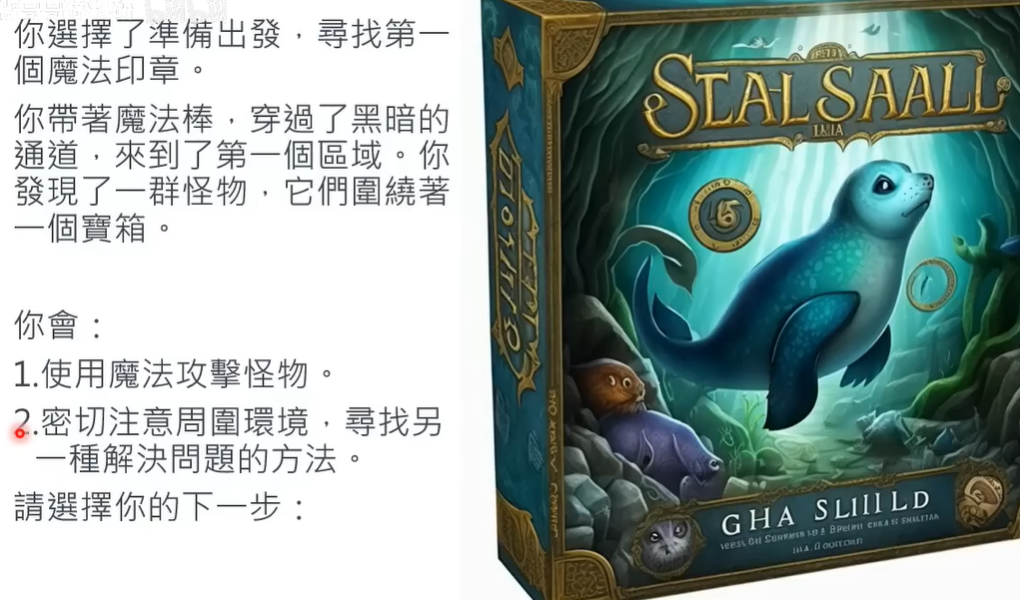 你選擇了準備出發，尋找第一
個魔法印章。
你帶著魔法棒，穿過了黑暗的
通道，來到了第一個區域。你
發現了一群怪物，它們圍繞著
一個寶箱。
你會：
1.使用魔法攻擊怪物。
2.密切注意周圍環境，尋找另
一種解決問題的方法。
請選擇你的下一步：
STALSAALL
GHA SLIIILD